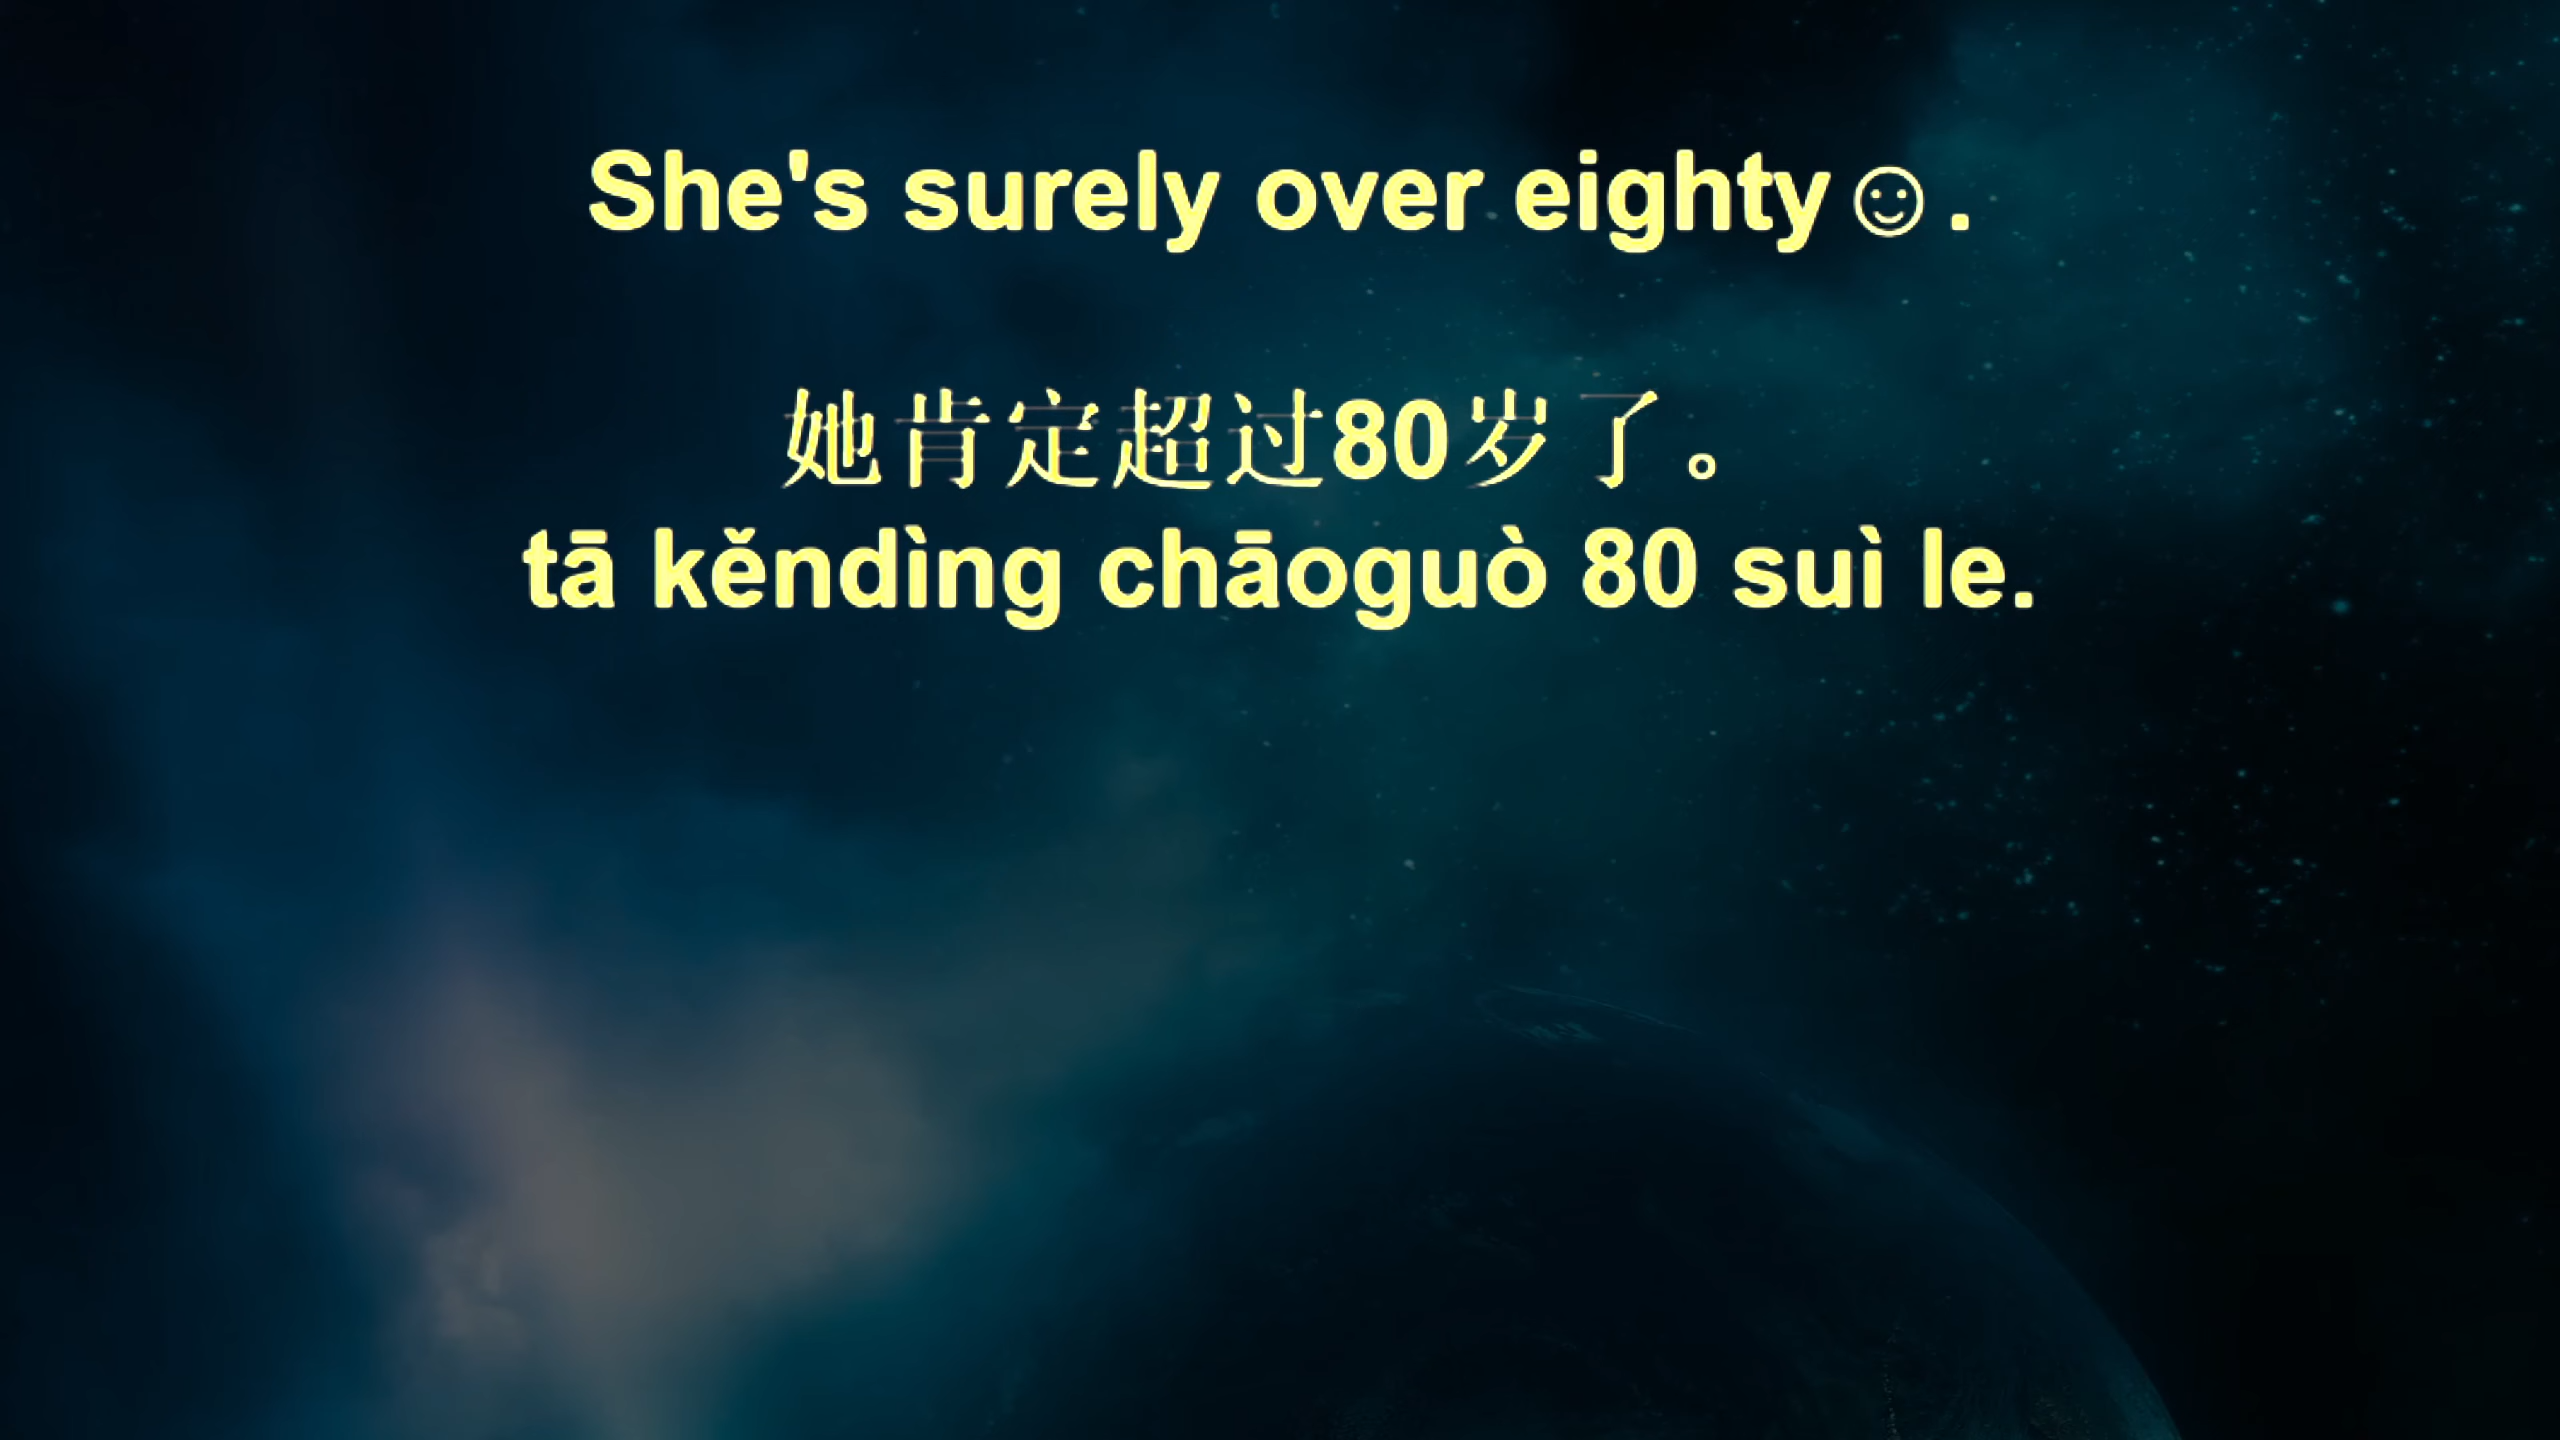 She's surely over eighty☺.
她肯定超过80岁了。
tā kěndìng chāoguò 80 suì le.